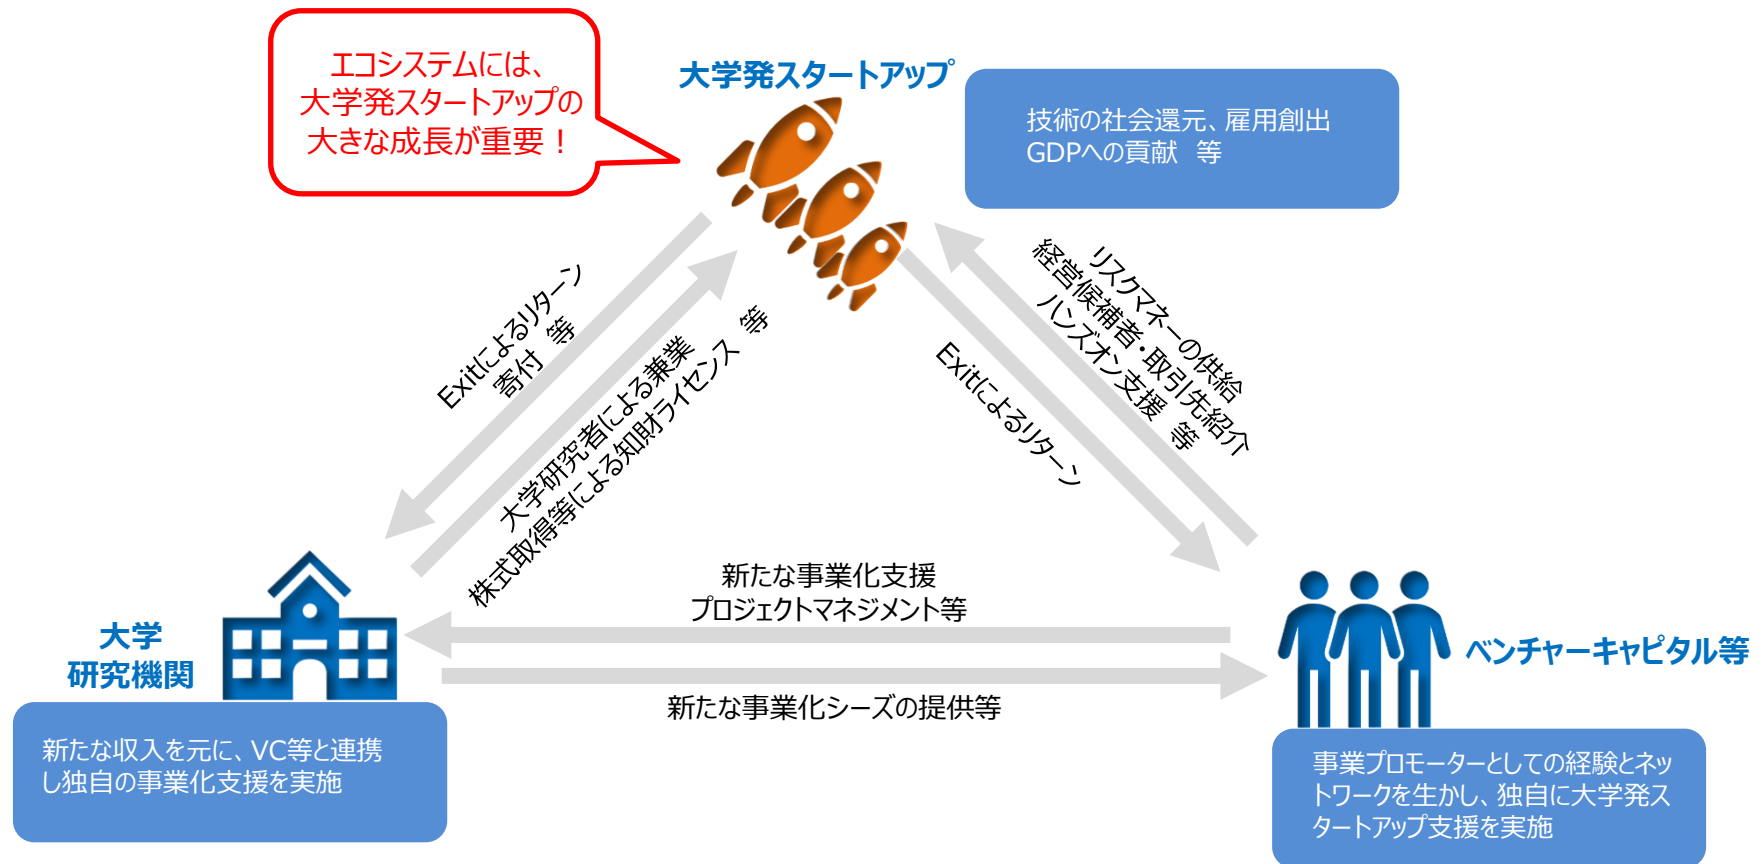 エコシステムには、
大学発スタートアップの
大きな成長が重要！
大学発スタートアップ
技術の社会還元、雇用創出
GDPへの貢献　等
Exitによるリターン
寄付　等
大学研究者による兼業
株式取得等による知財ライセンス　等
Exitによるリターン
リスクマネーの供給
経営候補者・取引先紹介
ハンズオン支援　等
新たな事業化支援
プロジェクトマネジメント等
新たな事業化シーズの提供等
大学
研究機関
新たな収入を元に、VC等と連携
し独自の事業化支援を実施
ベンチャーキャピタル等
事業プロモーターとしての経験とネッ
トワークを生かし、独自に大学発ス
タートアップ支援を実施